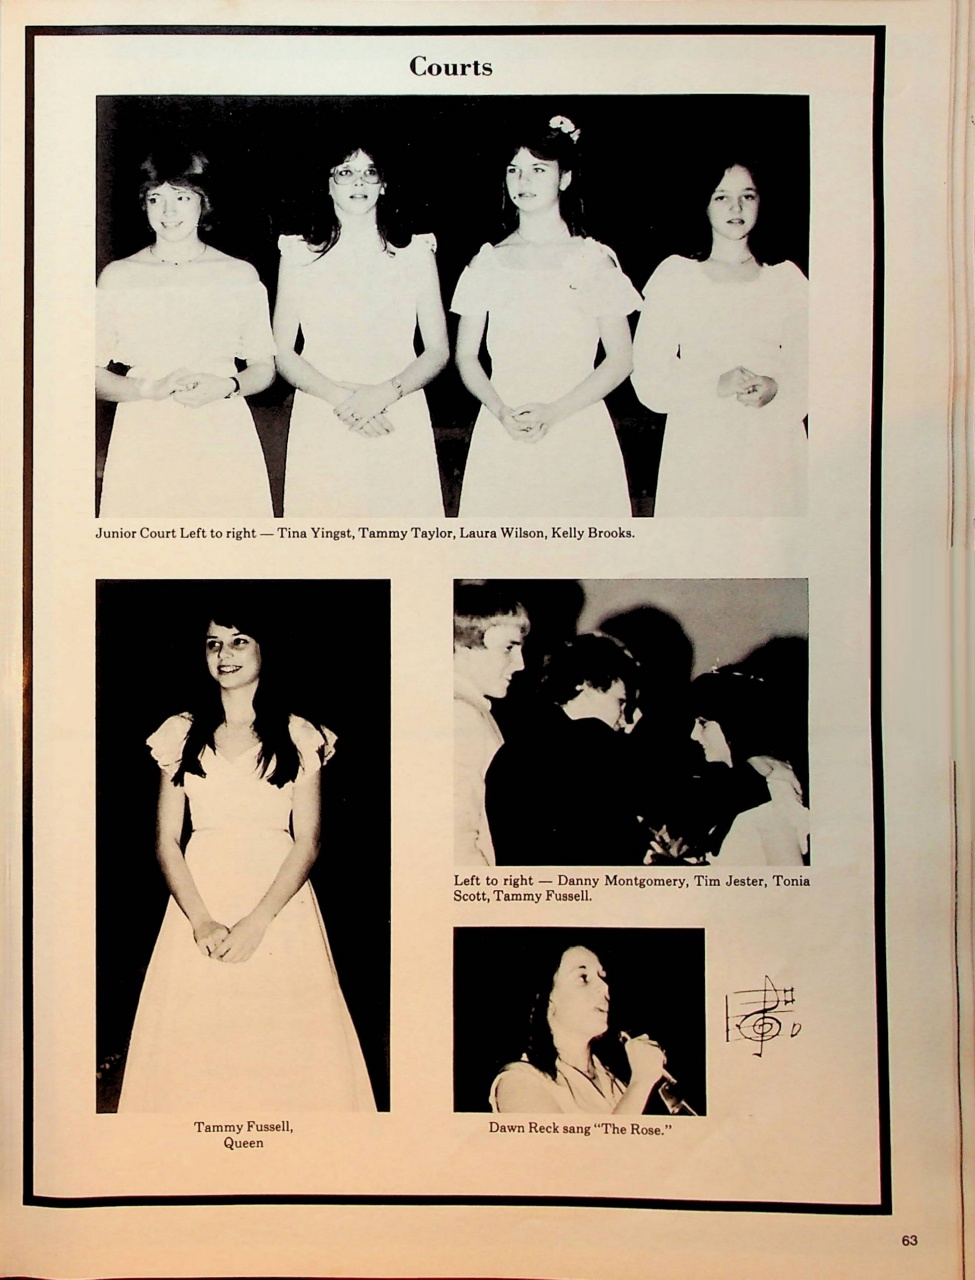 Courts
Junior Court Left to right — Tina Yingst, Tammy Taylor, Laura Wilson, Kelly Brooks.
Left to right — Danny Montgomery, Tim Jester, Tonia
Scott, Tammy Fussell.
Tammy Fussell,
Queen
Dawn Reck sang "The Rose."
63